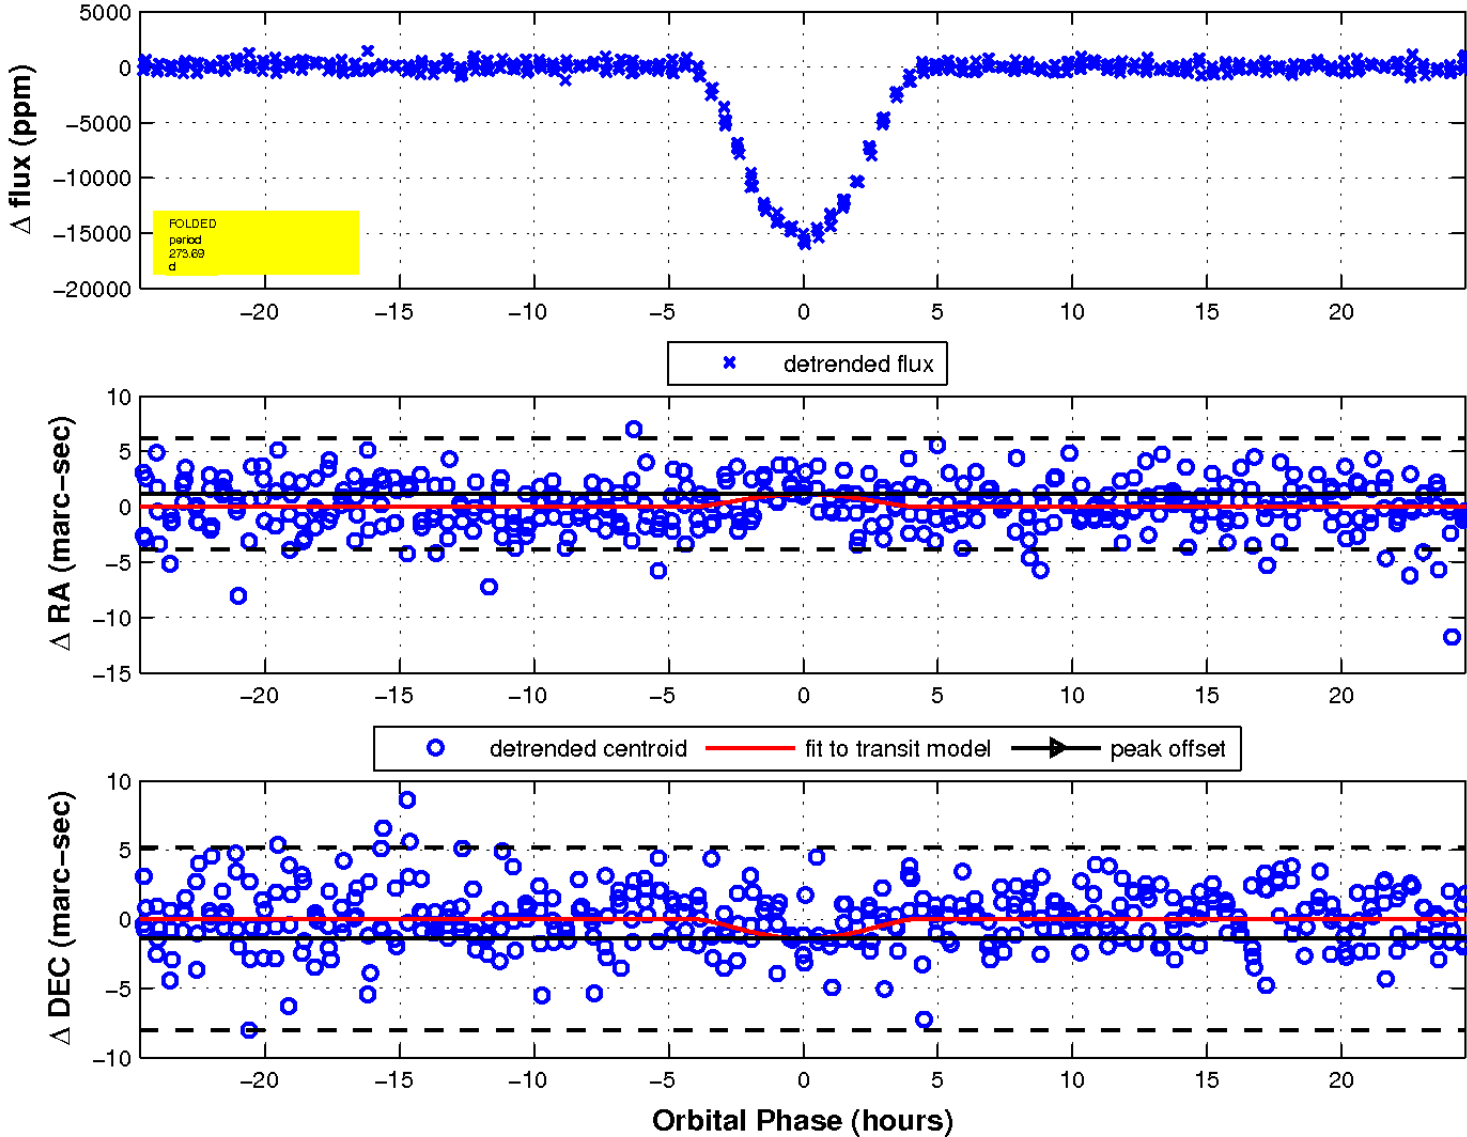 5000
0
−5000
−10000
−15000
−20000
Δ flux (ppm)
FOLDED
period
273.69
d
−20 −15 −10 −5 0 5 10 15 20
detrended flux
10
5
0
−5
−10
−15
Δ RA (marc−sec)
−20 −15 −10 −5 0 5 10 15 20
detrended centroid fit to transit model peak offset
10
5
0
−5
−10
Δ DEC (marc−sec)
−20 −15 −10 −5 0 5 10 15 20
Orbital Phase (hours)